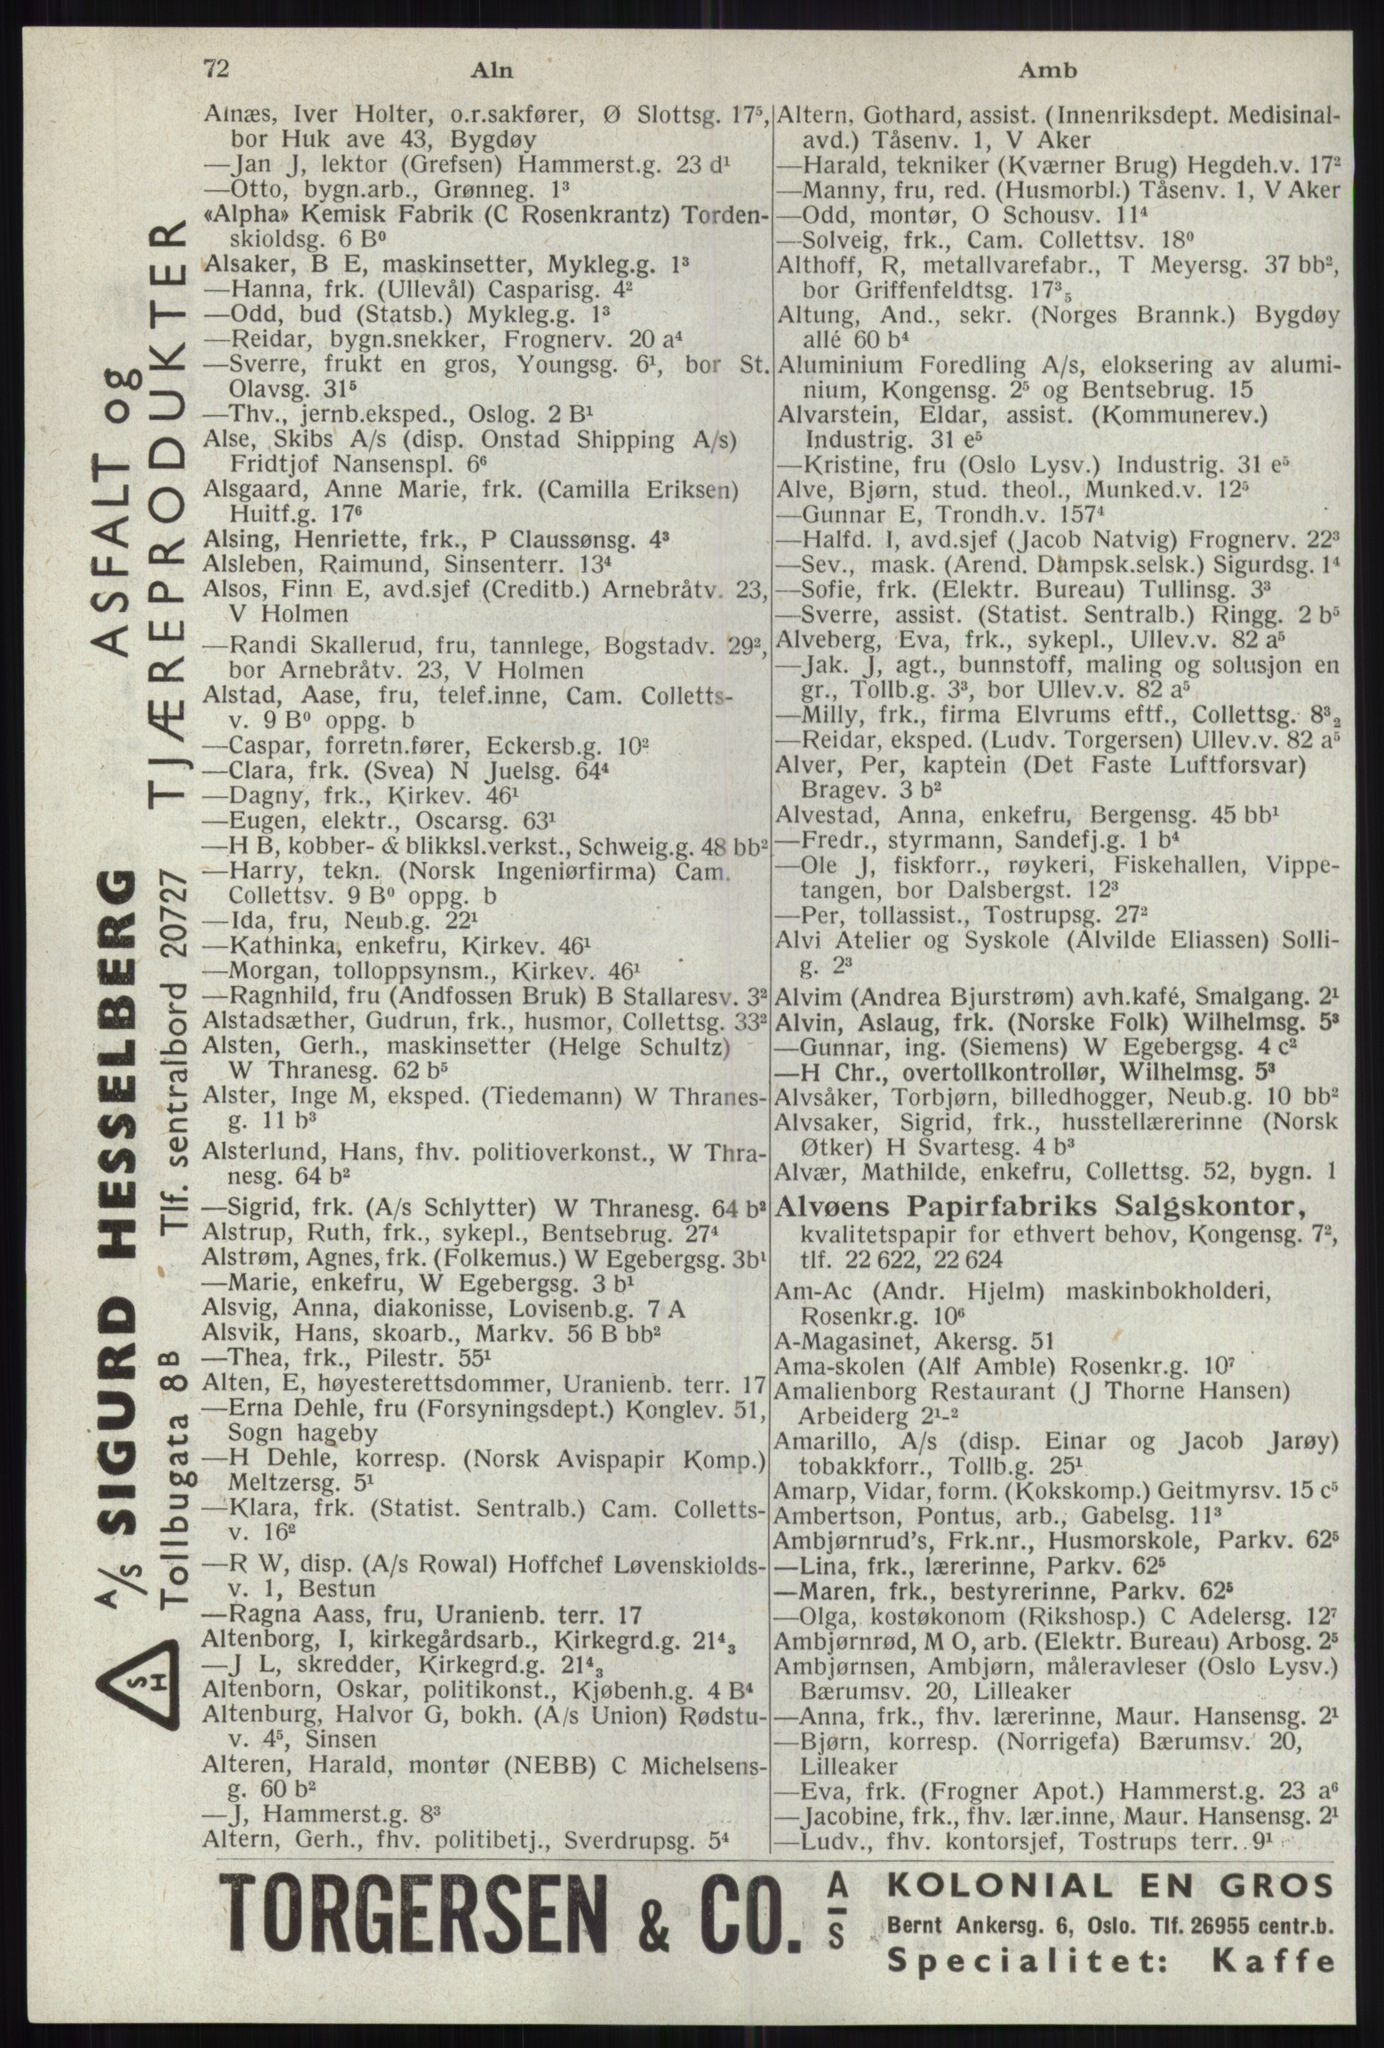 72 Aln Amb
Alnæs, Iver Holter, o.r.sakfører, Ø Slottsg. 17⁵,
bor Huk ave 43, Bygdøy
—Jan J, lektor (Grefsen) Hammerst.g. 23 d¹
—Otto, bygn.arb., Grønneg. 1³
«Alpha» Kemisk Fabrik (C Rosenkrantz) Torden-
skioldsg. 6 B⁰
Alsaker, B E, maskinsetter, Mykleg.g. 1³
—Hanna, frk. (Ullevål) Casparisg. 4²
—Odd, bud (Statsb.) Mykleg.g. 1³
—Reidar, bygn.snekker, Frognerv. 20 a⁴
—Sverre, frukt en gros, Youngsg. 6¹, bor St.
Olavsg. 31⁵
—Thv., jernb.eksped., Oslog. 2 B¹
Alse, Skibs A/s (disp. Onstad Shipping A/s)
Fridtjof Nansenspl. 6⁶
Alsgaard, Anne Marie, frk. (Camilla Eriksen)
Huitf.g. 17⁶
Alsing, Henriette, frk., P Claussønsg. 4³
Alsleben, Raimund, Sinsenterr. 13⁴
Alsos, Finn E, avd.sjef (Creditb.) Arnebråtv. 23,
V Holmen
—Randi Skallerud, fru, tannlege, Bogstadv. 29²,
bor Arnebråtv. 23, V Holmen
Alstad, Aase, fru, telef.inne, Cam. Colletts-
v. 9 B⁰ oppg. b
—Caspar, forretn.fører, Eckersb.g. 10²
—Clara, frk. (Svea) N Juelsg. 64⁴
—Dagny, frk., Kirkev. 46¹
—Eugen, elektr., Oscarsg. 63¹
—H B, kobber- & blikksl.verkst., Schweig.g. 48 bb²
—Harry, tekn. (Norsk Ingeniørfirma) Cam.
Collettsv. 9 B⁰ oppg. b
—Ida, fru, Neub.g. 22¹
—Kathinka, enkefru, Kirkev. 46¹
—Morgan, tolloppsynsm., Kirkev. 46¹
—Ragnhild, fru (Andfossen Bruk) B Stallaresv. 3²
Alstadsæther, Gudrun, frk., husmor, Collettsg. 33²
Alsten, Gerh., maskinsetter (Helge Schultz)
W Thranesg. 62 b⁵
Alster, Inge M, eksped. (Tiedemann) W Thranes-
g. 11 b³
Alsterlund, Hans, fhv. politioverkonst., W Thra-
nesg. 64 b²
—Sigrid, frk. (A/s Schlytter) W Thranesg. 64 b²
Alstrup, Ruth, frk., sykepl., Bentsebrug. 27⁴
Alstrøm, Agnes, frk. (Folkemus.) W Egebergsg. 3b¹
—Marie, enkefru, W Egebergsg. 3 b¹
Alsvig, Anna, diakonisse, Lovisenb.g. 7 A
Alsvik, Hans, skoarb., Markv. 56 B bb²
—Thea, frk., Pilestr. 55¹
Alten, E, høyesterettsdommer, Uranienb. terr. 17
—Erna Dehle, fru (Forsyningsdept.) Konglev. 51,
Sogn hageby
—H Dehle, korresp. (Norsk Avispapir Komp.)
Meltzersg. 5¹
—Klara, frk. (Statist. Sentralb.) Cam. Colletts-
v. 16²
—R W, disp. (A/s Rowal) Hoffchef Løvenskiolds-
v. 1, Bestun
—Ragna Aass, fru, Uranienb. terr. 17
Altenborg, I, kirkegårdsarb., Kirkegrd.g. 21⁴₃
—J L, skredder, Kirkegrd.g. 21⁴₃
Altenborn, Oskar, politikonst., Kjøbenh.g. 4 B⁴
Altenburg, Halvor G, bokh. (A/s Union) Rødstu-
v. 4⁵, Sinsen
Alteren, Harald, montør (NEBB) C Michelsens-
g. 60 b²
—J, Hammerst.g. 8³
Altern, Gerh., fhv. politibetj., Sverdrupsg. 5⁴
Altern, Gothard, assist. (Innenriksdept. Medisinal-
avd.) Tåsenv. 1, V Aker
—Harald, tekniker (Kværner Brug) Hegdeh.v. 17²
—Manny, fru, red. (Husmorbl.) Tåsenv. 1, V Aker
—Odd, montør, O Schousv. 11⁴
—Solveig, frk., Cam. Collettsv. 18⁰
Althoff, R, metallvarefabr., T Meyersg. 37 bb²,
bor Griffenfeldtsg. 17³₅
Altung, And., sekr. (Norges Brannk.) Bygdøy
allé 60 b⁴
Aluminium Foredling A/s, eloksering av alumi-
nium, Kongensg. 2⁵ og Bentsebrug. 15
Alvarstein, Eldar, assist. (Kommunerev.)
Industrig. 31 e⁵
—Kristine, fru (Oslo Lysv.) Industrig. 31 e⁵
Alve, Bjørn, stud. theol., Munked.v. 12⁵
—Gunnar E, Trondh.v. 157⁴
—Halfd. I, avd.sjef (Jacob Natvig) Frognerv. 22³
—Sev., mask. (Arend. Dampsk.selsk.) Sigurdsg. 1⁴
—Sofie, frk. (Elektr. Bureau) Tullinsg. 3³
—Sverre, assist. (Statist. Sentralb.) Ringg. 2 b⁵
Alveberg, Eva, frk., sykepl., Ullev.v. 82 a⁵
—Jak. J, agt., bunnstoff, maling og solusjon en
gr., Tollb.g. 3³, bor Ullev.v. 82 a⁵
—Milly, frk., firma Elvrums eftf., Collettsg. 8³₂
—Reidar, eksped. (Ludv. Torgersen) Ullev.v. 82 a⁵
Alver, Per, kaptein (Det Faste Luftforsvar)
Bragev. 3 b²
Alvestad, Anna, enkefru, Bergensg. 45 bb¹
—Fredr., styrmann, Sandefj.g. 1 b⁴
—Ole J, fiskforr., røykeri, Fiskehallen, Vippe-
tangen, bor Dalsbergst. 12³
—Per, tollassist., Tostrupsg. 27²
Alvi Atelier og Syskole (Alvilde Eliassen) Solli-
g. 2³
Alvim (Andrea Bjurstrøm) avh.kafé, Smalgang. 2¹
Alvin, Aslaug, frk. (Norske Folk) Wilhelmsg. 5³
—Gunnar, ing. (Siemens) W Egebergsg. 4 c²
—H Chr., overtollkontrollør, Wilhelmsg. 5³
Alvsåker, Torbjørn, billedhogger, Neub.g. 10 bb²
Alvsaker, Sigrid, frk., husstellærerinne (Norsk
Øtker) H Svartesg. 4 b³
Alvær, Mathilde, enkefru, Collettsg. 52, bygn. 1
Alvøens Papirfabriks Salgskontor,
kvalitetspapir for ethvert behov, Kongensg. 7²,
tlf. 22 622, 22 624
Am-Ac (Andr. Hjelm) maskinbokholderi,
Rosenkr.g. 10⁶
A-Magasinet, Akersg. 51
Ama-skolen (Alf Amble) Rosenkr.g. 10⁷
Amalienborg Restaurant (J Thorne Hansen)
Arbeiderg 2¹-²
Amarillo, A/s (disp. Einar og Jacob Jarøy)
tobakkforr., Tollb.g. 25¹
Amarp, Vidar, form. (Kokskomp.) Geitmyrsv. 15 c⁵
Ambertson, Pontus, arb., Gabelsg. 11³
Ambjørnrud's, Frk.nr., Husmorskole, Parkv. 62⁵
—Lina, frk., lærerinne, Parkv. 62⁵
—Maren, frk., bestyrerinne, Parkv. 62⁵
—Olga, kostøkonom (Rikshosp.) C Adelersg. 12⁷
Ambjørnrød, M O, arb. (Elektr. Bureau) Arbosg. 2⁵
Ambjørnsen, Ambjørn, måleravleser (Oslo Lysv.)
Bærumsv. 20, Lilleaker
—Anna, frk., fhv. lærerinne, Maur. Hansensg. 2¹
—Bjørn, korresp. (Norrigefa) Bærumsv. 20,
Lilleaker
—Eva, frk. (Frogner Apot.) Hammerst.g. 23 a⁶
—Jacobine, frk., fhv. lær.inne, Maur. Hansensg. 2¹
—Ludv., fhv. kontorsjef, Tostrups terr. 9¹
SH
A/S SIGURD HESSELBERG
Tollbugata 8B Tlf. sentralbord 20727
ASFALT og
TJÆREPRODUKTER
TORGERSEN & CO. A/S
KOLONIAL EN GROS
Bernt Ankersg. 6, Oslo. Tlf. 26955 centr.b.
Specialitet: Kaffe